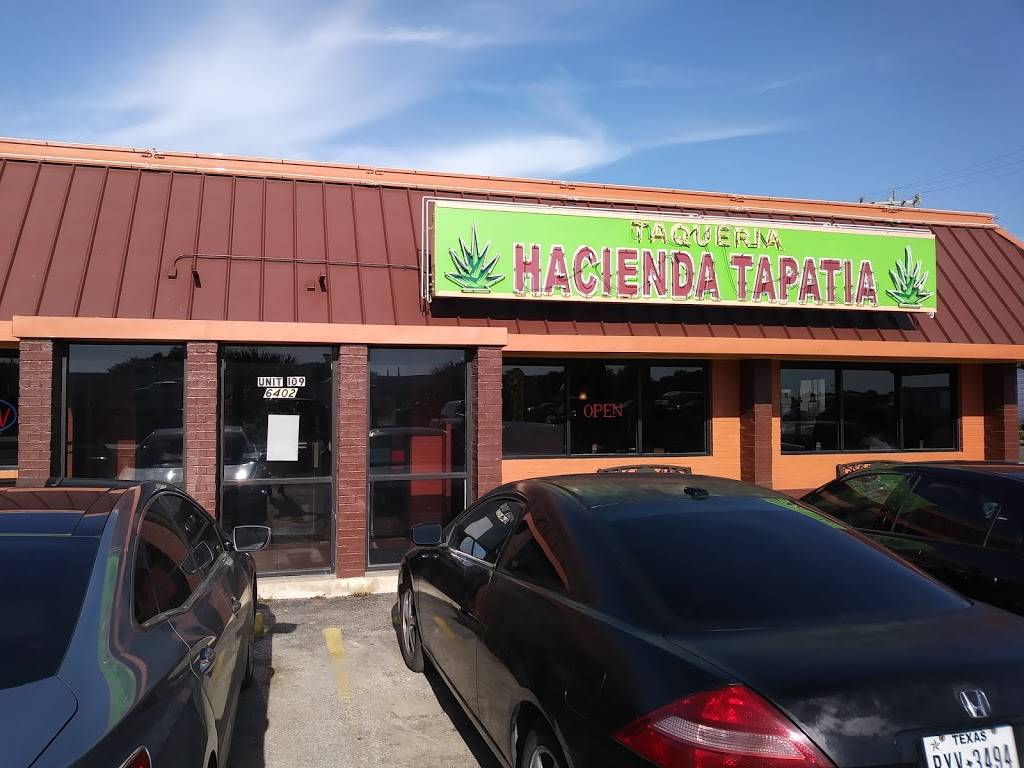 TAQUERIA
HACIENDA TAPATIA
UNIT 109
6402
OPEN
TEXAS